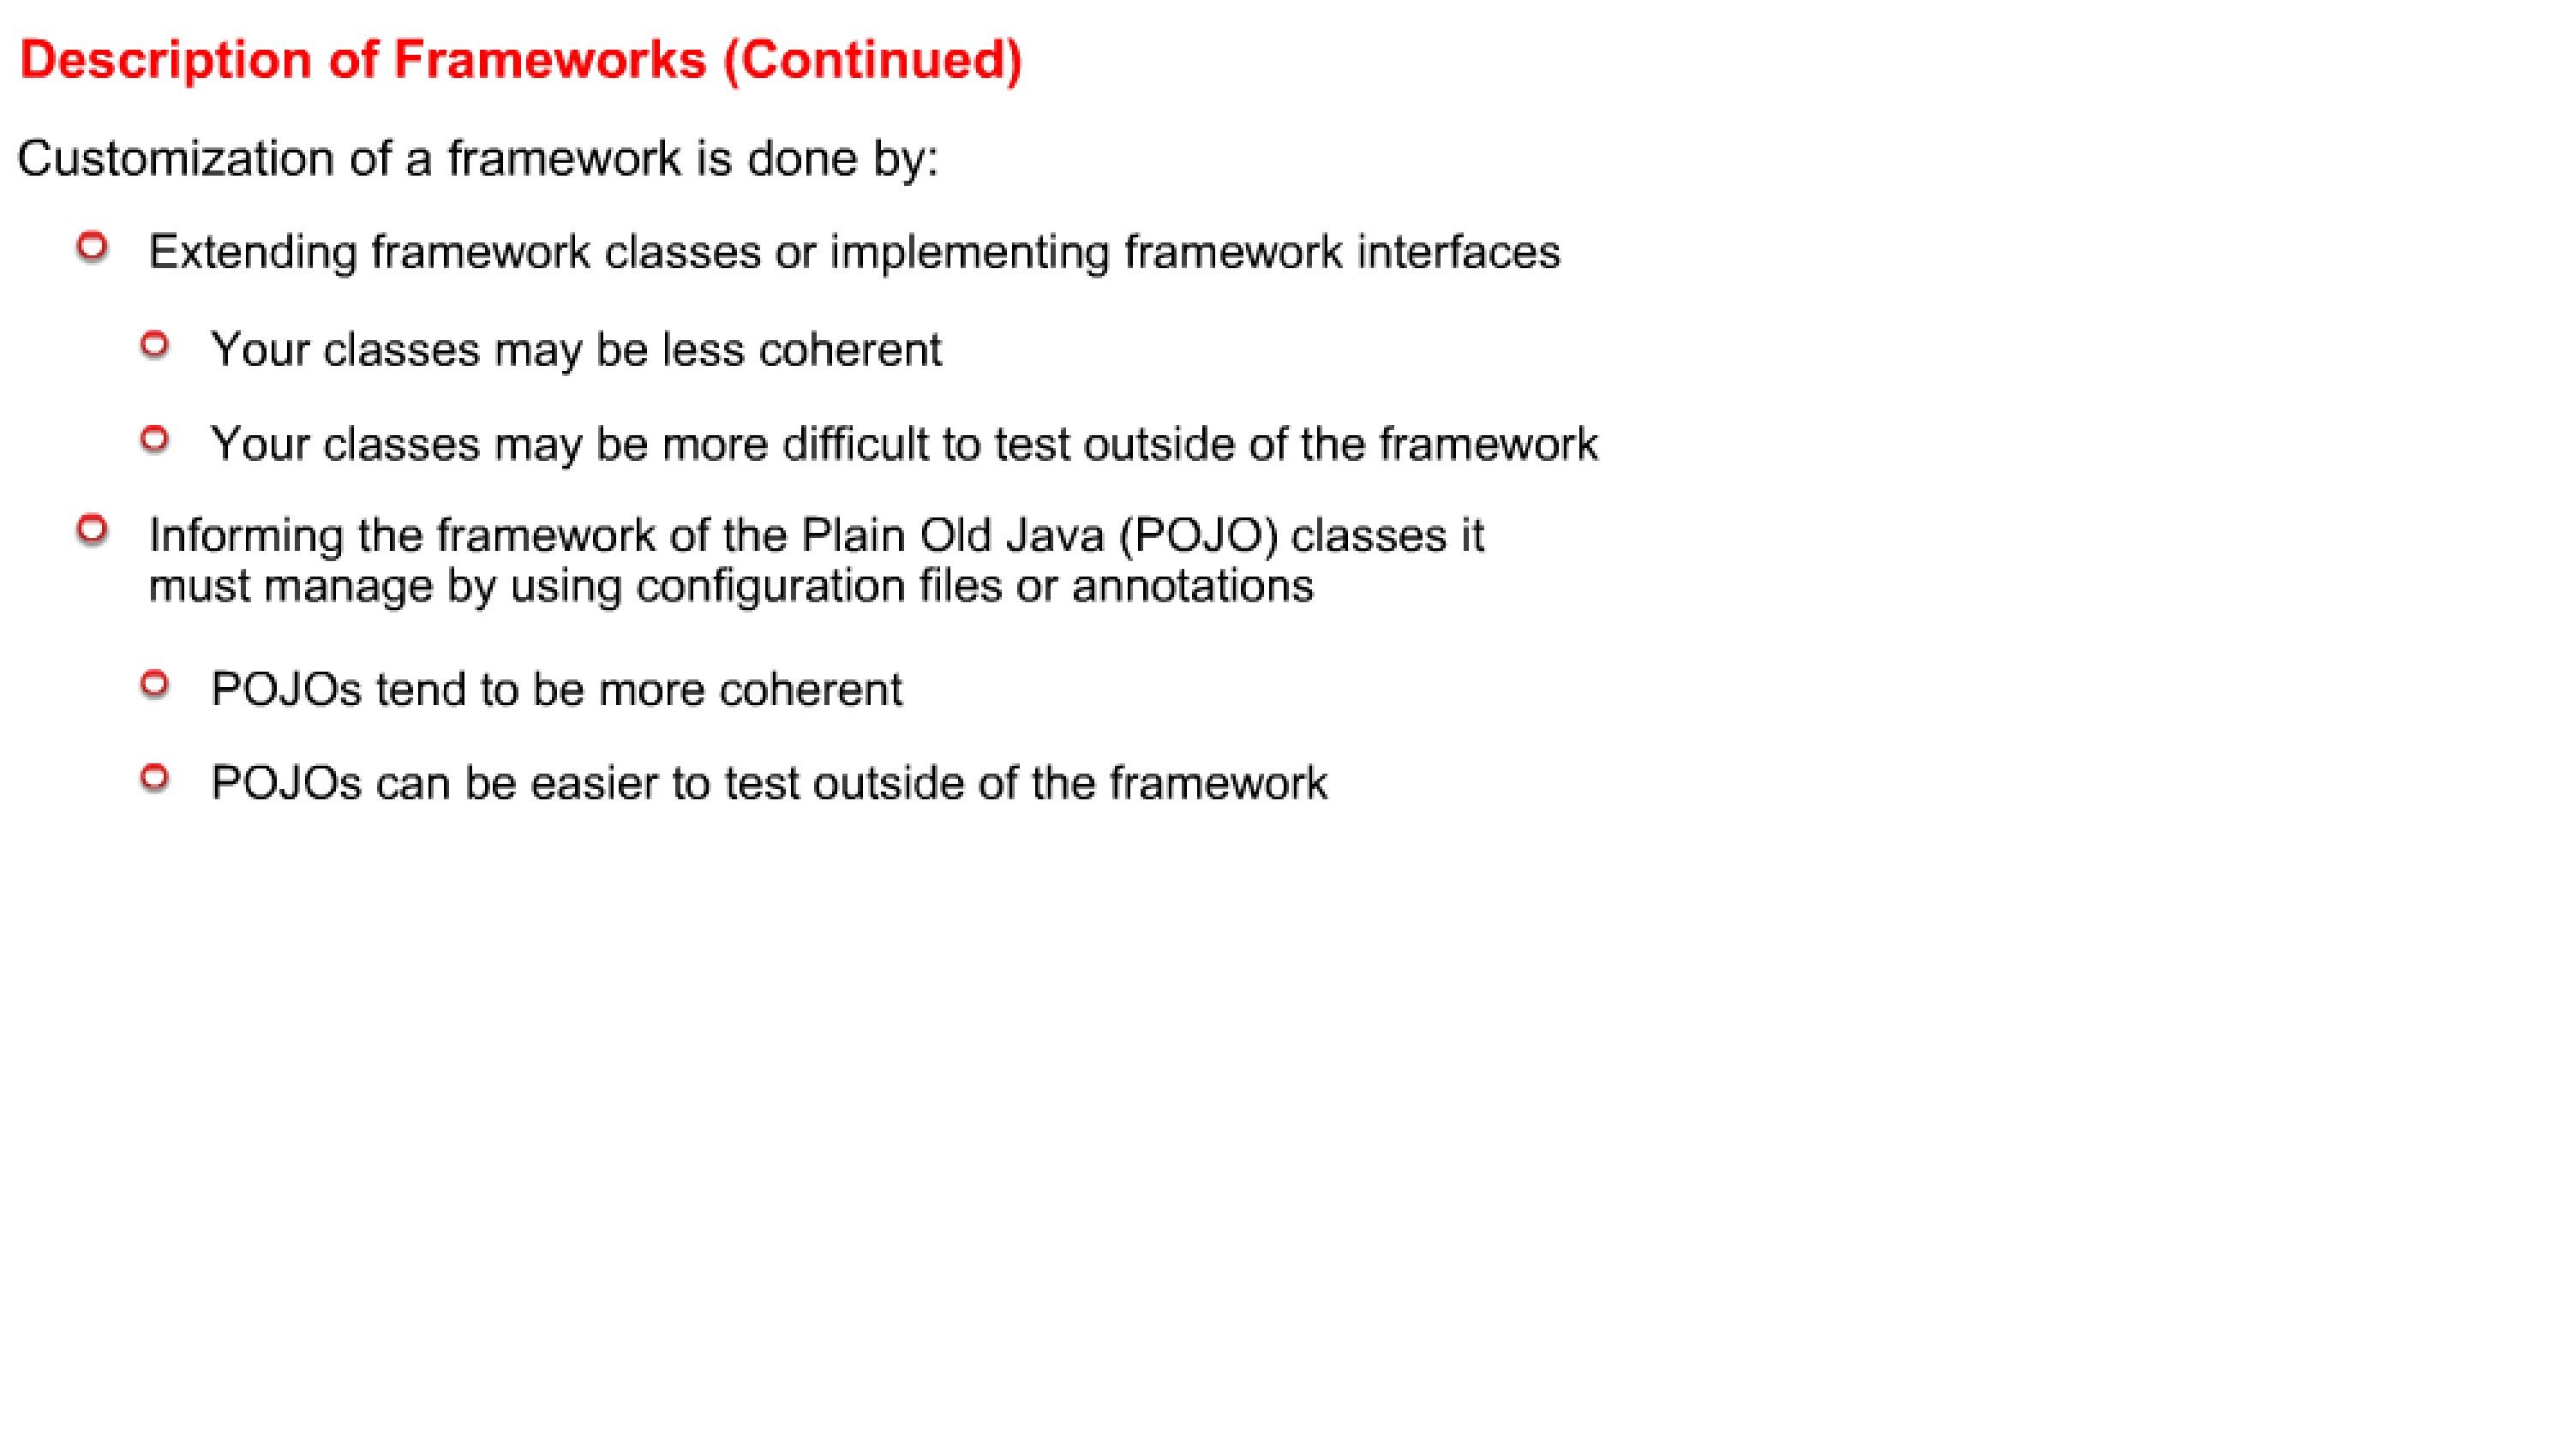 Description of Frameworks (Continued)
Customization of a framework is done by:
Extending framework classes or implementing framework interfaces
Your classes may be less coherent
Your classes may be more difficult to test outside of the framework
Informing the framework of the Plain Old Java (POJO) classes it
must manage by using configuration files or annotations
POJOs tend to be more coherent
POJOs can be easier to test outside of the framework